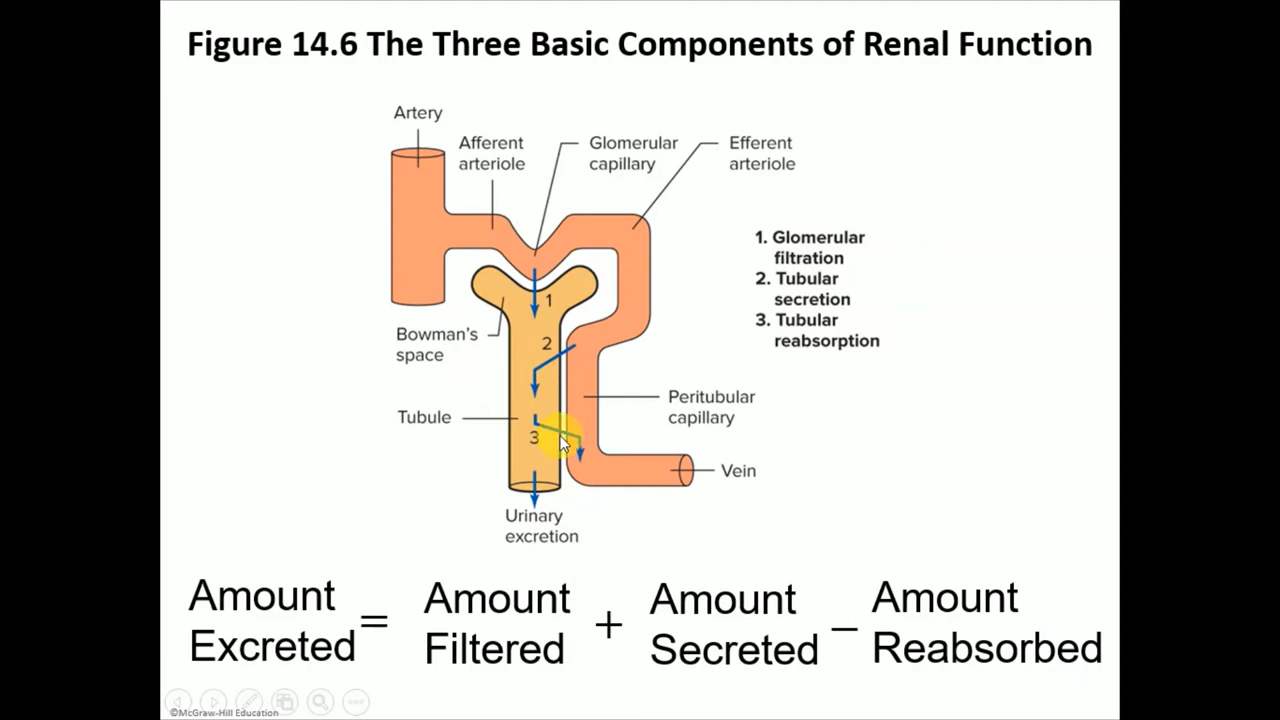 Figure 14.6 The Three Basic Components of Renal Function
Artery
Afferent
arteriole
Glomerular
capillary
Efferent
arteriole
1. Glomerular
filtration
2. Tubular
secretion
3. Tubular
reabsorption
1
Bowman's
space
2
Peritubular
capillary
Tubule
3
Vein
Urinary
excretion
Amount
Excreted
=
Amount
Filtered
+
Amount
Secreted
–
Amount
Reabsorbed
©McGraw-Hill Education